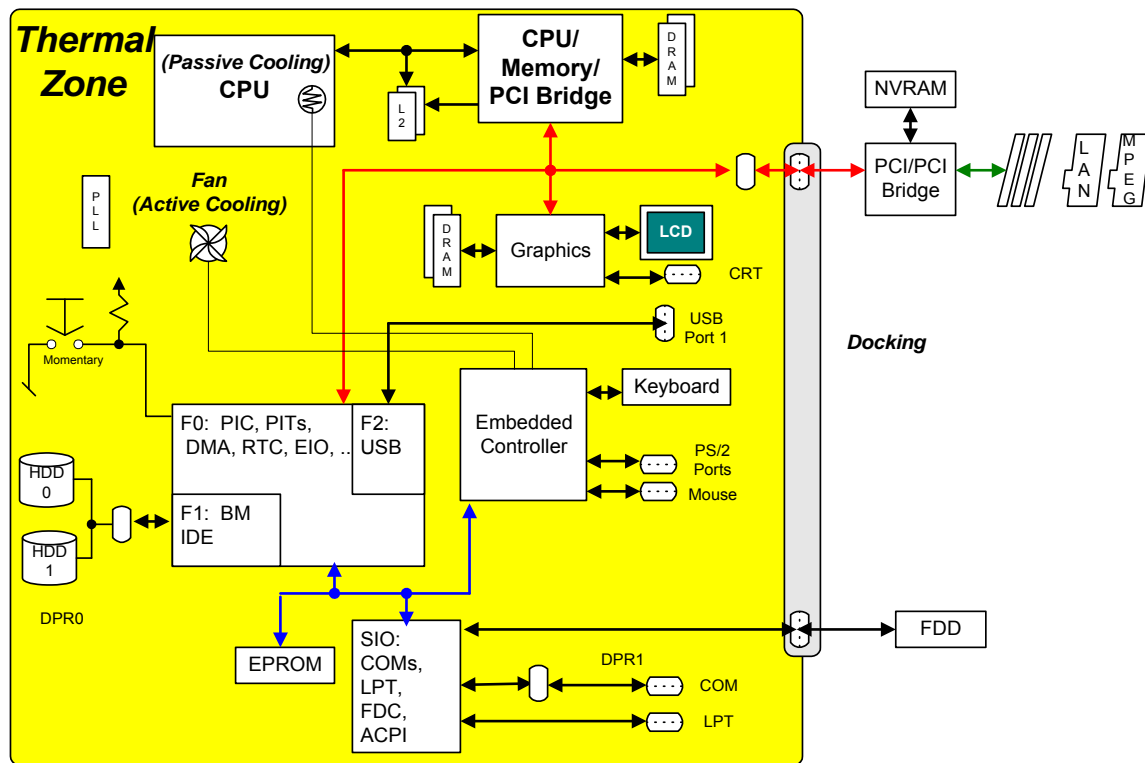 Thermal
Zone
(Passive Cooling)
CPU
CPU/
Memory/
PCI Bridge
D
R
A
M
L
2
NVRAM
PCI/PCI
Bridge
L
A
N
M
P
E
G
Fan
(Active Cooling)
P
L
L
D
R
A
M
Graphics
LCD
CRT
USB
Port 1
Docking
Momentary
F0: PIC, PITs,
DMA, RTC, EIO, ..
F2:
USB
Embedded
Controller
Keyboard
PS/2
Ports
Mouse
HDD
0
HDD
1
F1: BM
IDE
DPR0
EPROM
SIO:
COMs,
LPT,
FDC,
ACPI
DPR1
COM
LPT
FDD